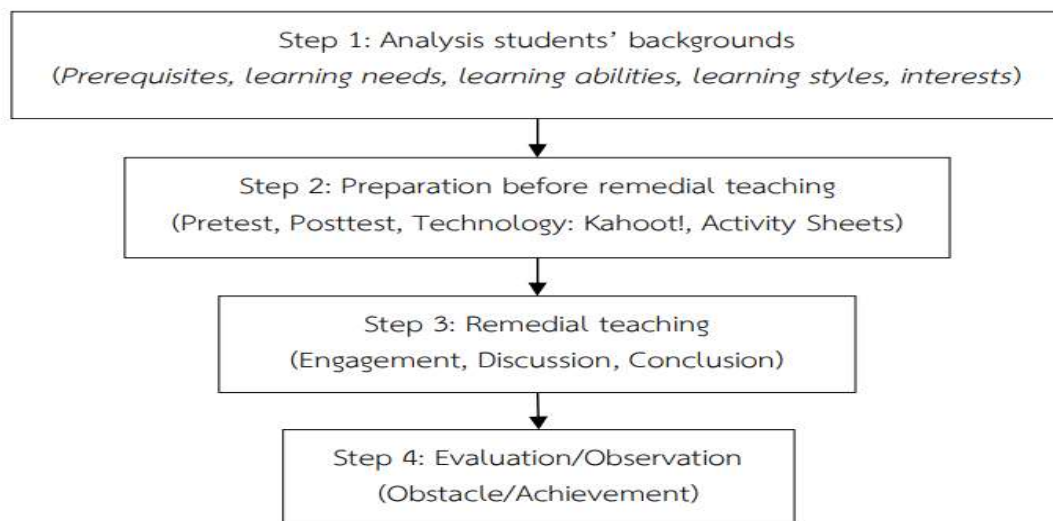 Step 1: Analysis students’ backgrounds
(Prerequisites, learning needs, learning abilities, learning styles, interests)
Step 2: Preparation before remedial teaching
(Pretest, Posttest, Technology: Kahoot!, Activity Sheets)
Step 3: Remedial teaching
(Engagement, Discussion, Conclusion)
Step 4: Evaluation/Observation
(Obstacle/Achievement)